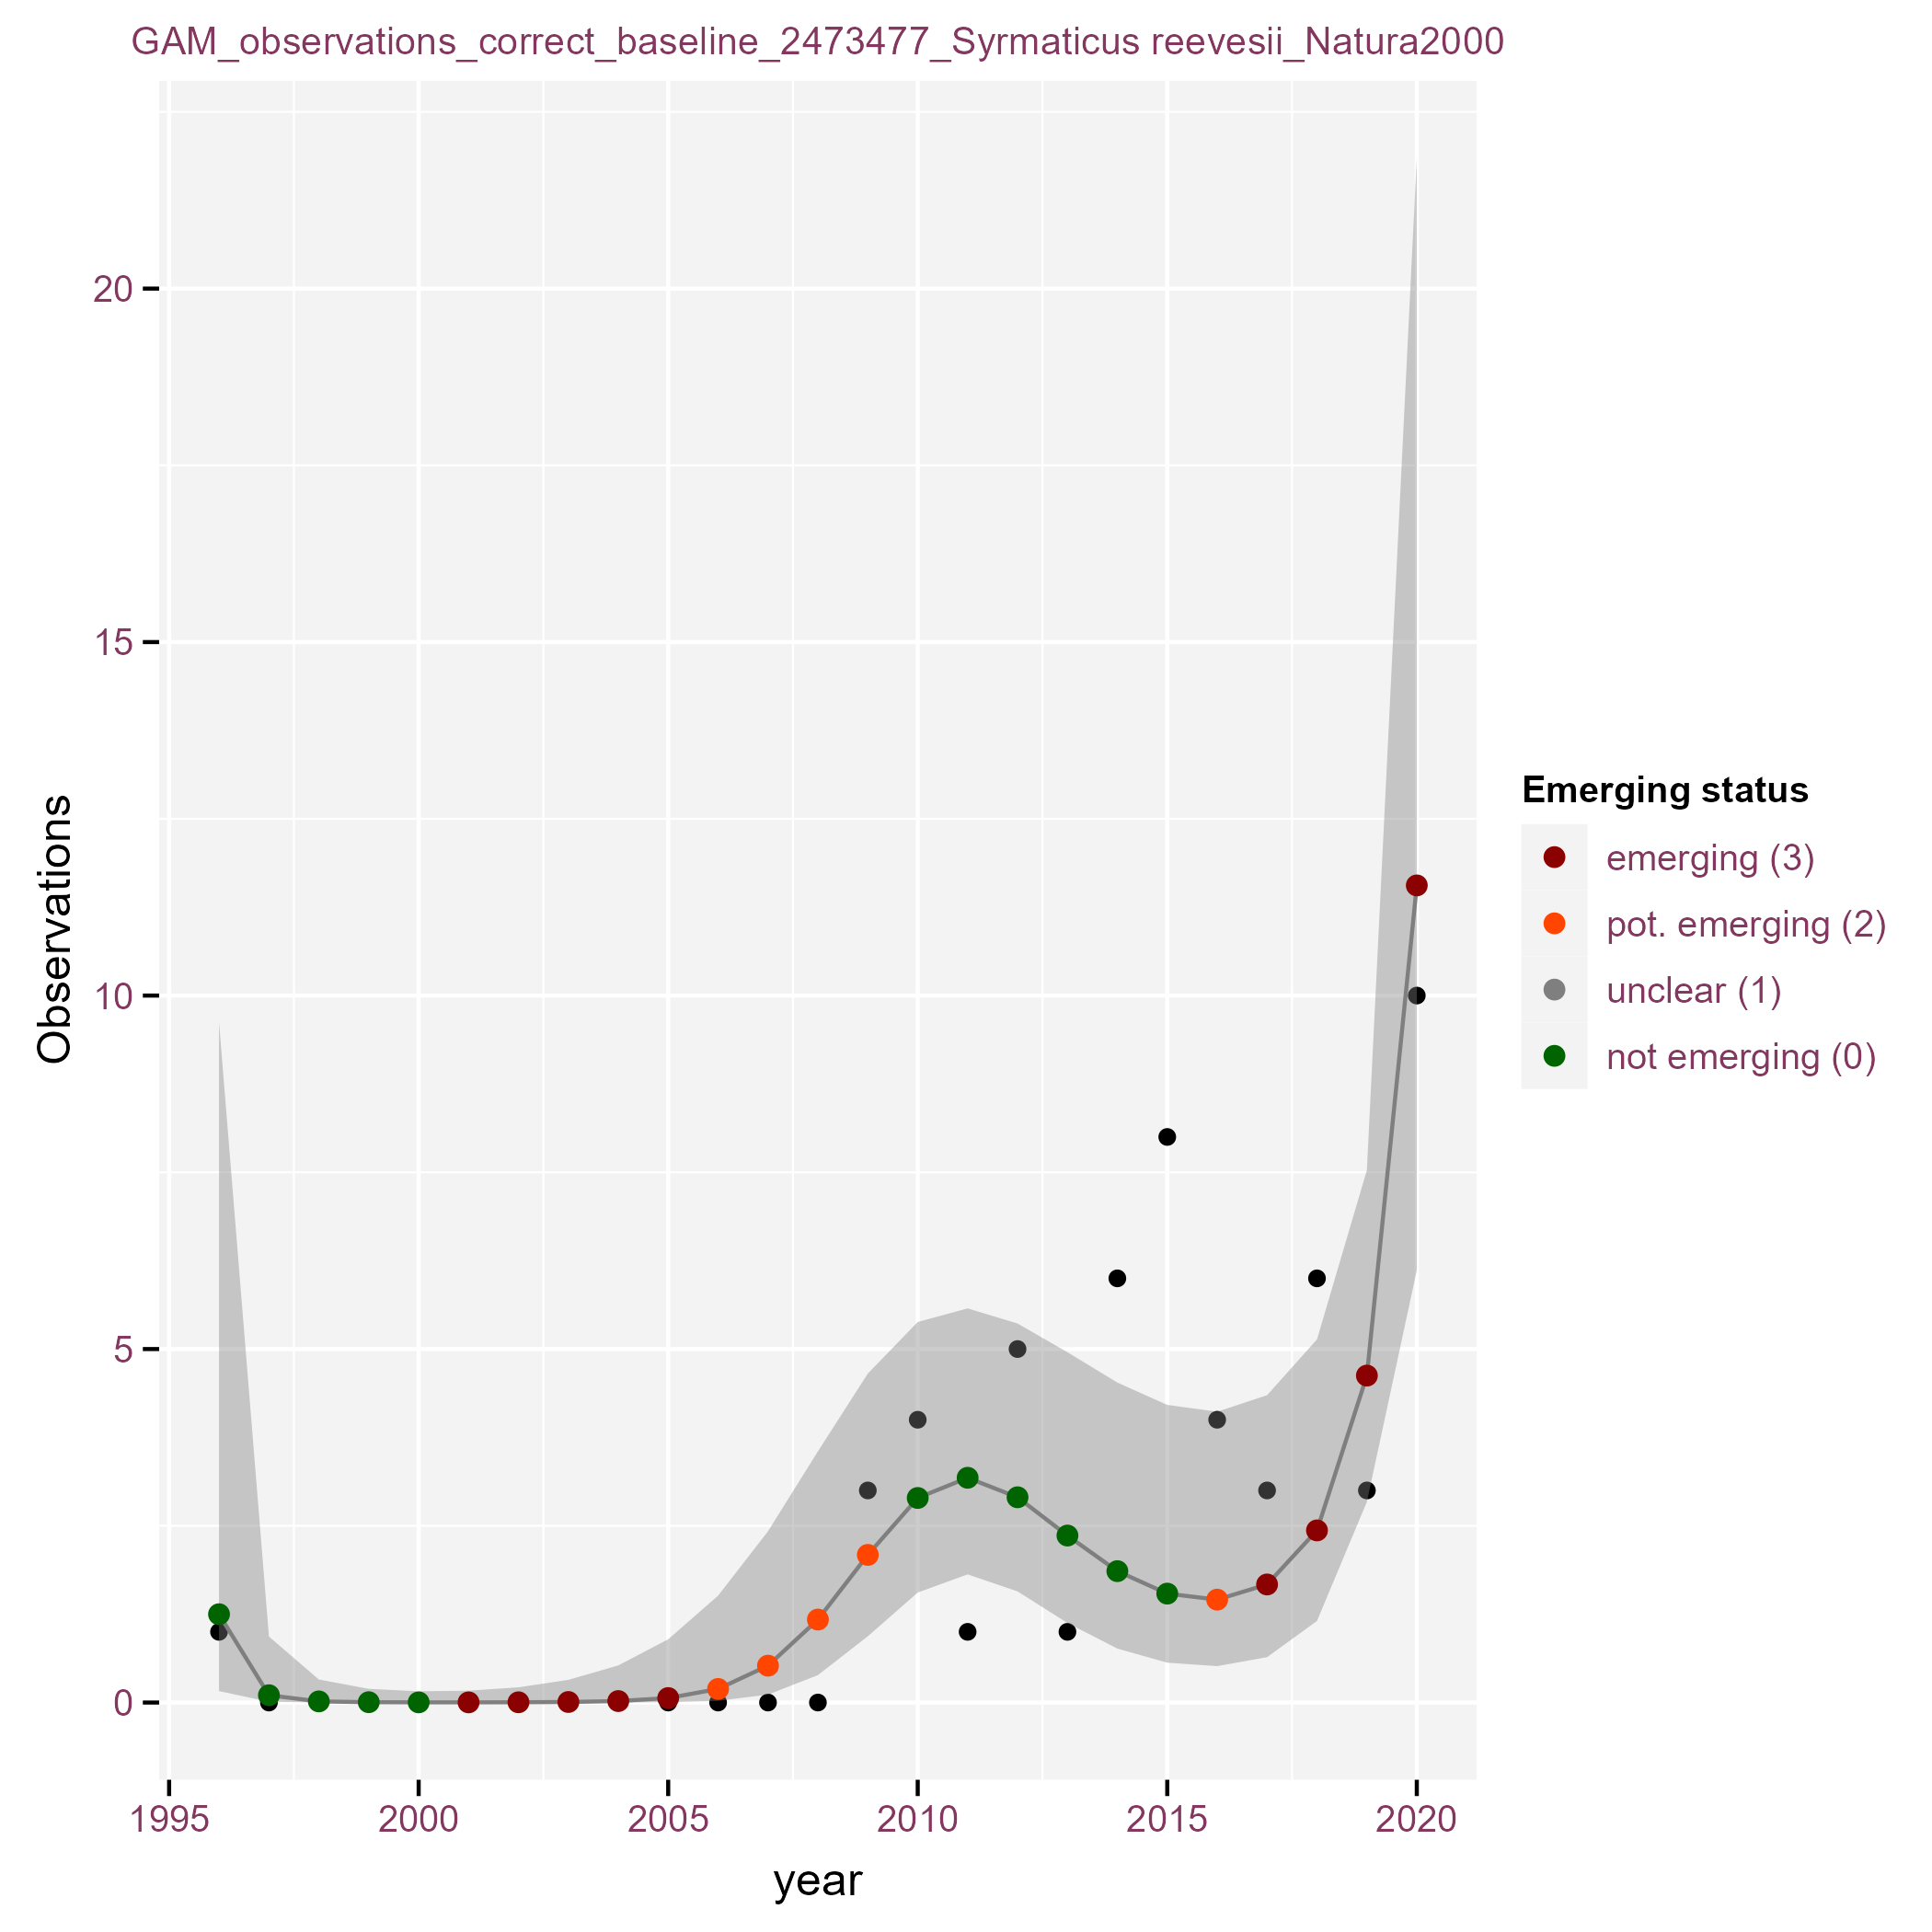 GAM_observations_correct_baseline_2473477_Syrmaticus reevesii_Natura2000
Observations
20
15
10
5
0
1995 2000 2005 2010 2015 2020
year
Emerging status
emerging (3)
pot. emerging (2)
unclear (1)
not emerging (0)